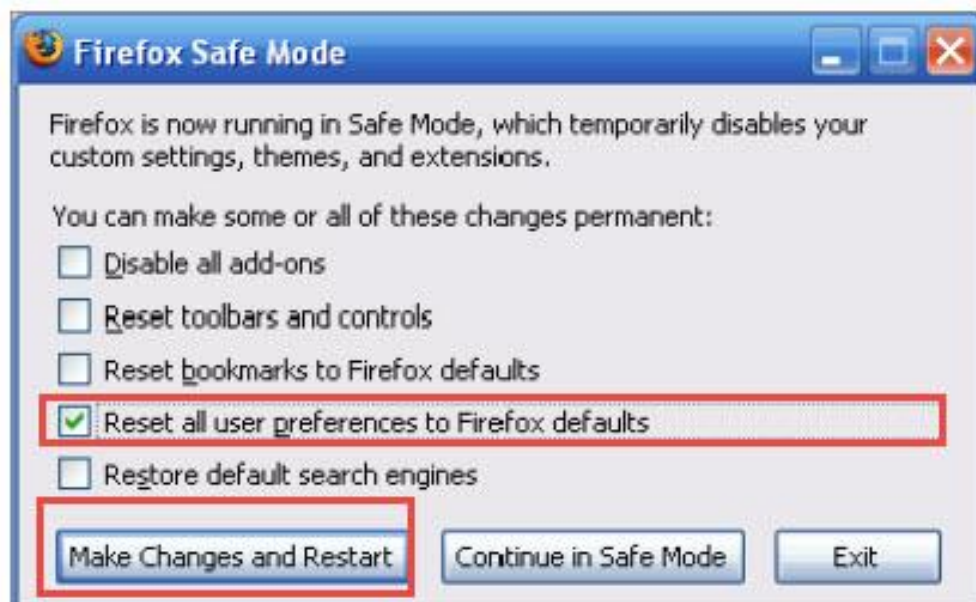 Firefox Safe Mode
Firefox is now running in Safe Mode, which temporarily disables your
custom settings, themes, and extensions.
You can make some or all of these changes permanent:
Disable all add-ons
Reset toolbars and controls
Reset bookmarks to Firefox defaults
Reset all user preferences to Firefox defaults
Restore default search engines
Make Changes and Restart Continue in Safe Mode Exit